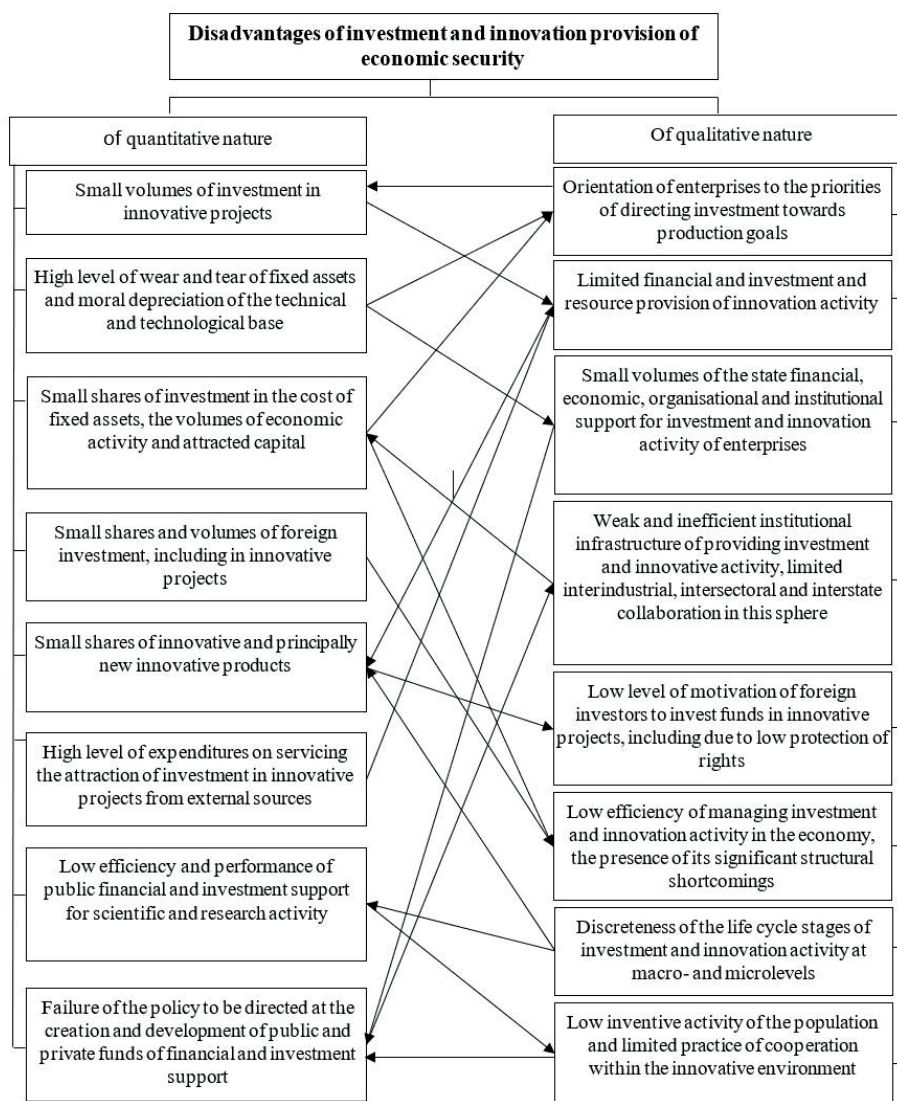 Disadvantages of investment and innovation provision of
economic security
of quantitative nature
Small volumes of investment in
innovative projects
High level of wear and tear of fixed assets
and moral depreciation of the technical
and technological base
Small shares of investment in the cost of
fixed assets, the volumes of economic
activity and attracted capital
Small shares and volumes of foreign
investment, including in innovative
projects
Small shares of innovative and principally
new innovative products
High level of expenditures on servicing
the attraction of investment in innovative
projects from external sources
Low efficiency and performance of
public financial and investment support
for scientific and research activity
Failure of the policy to be directed at the
creation and development of public and
private funds of financial and investment
support
Of qualitative nature
Orientation of enterprises to the priorities
of directing investment towards
production goals
Limited financial and investment and
resource provision of innovation activity
Small volumes of the state financial,
economic, organisational and institutional
support for investment and innovation
activity of enterprises
Weak and inefficient institutional
infrastructure of providing investment
and innovative activity, limited
interindustrial, intersectoral and interstate
collaboration in this sphere
Low level of motivation of foreign
investors to invest funds in innovative
projects, including due to low protection of
rights
Low efficiency of managing investment
and innovation activity in the economy,
the presence of its significant structural
shortcomings
Discreteness of the life cycle stages of
investment and innovation activity at
macro- and microlevels
Low inventive activity of the population
and limited practice of cooperation
within the innovative environment